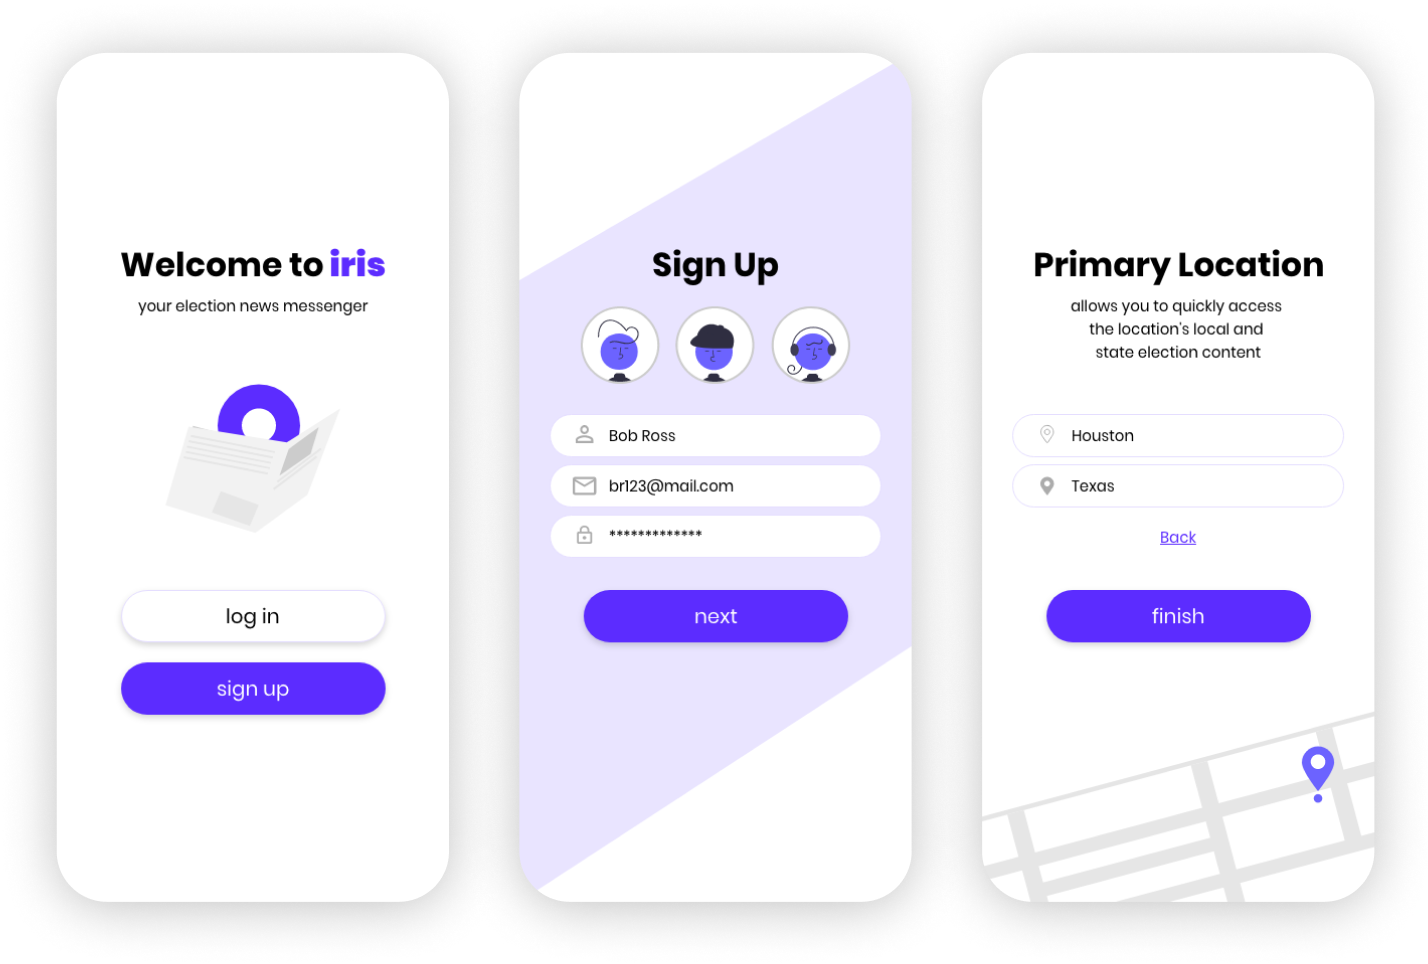 Welcome to iris
your election news messenger
log in
sign up
Sign Up
Bob Ross
br123@mail.com
*************
next
Primary Location
allows you to quickly access
the location's local and
state election content
Houston
Texas
Back
finish